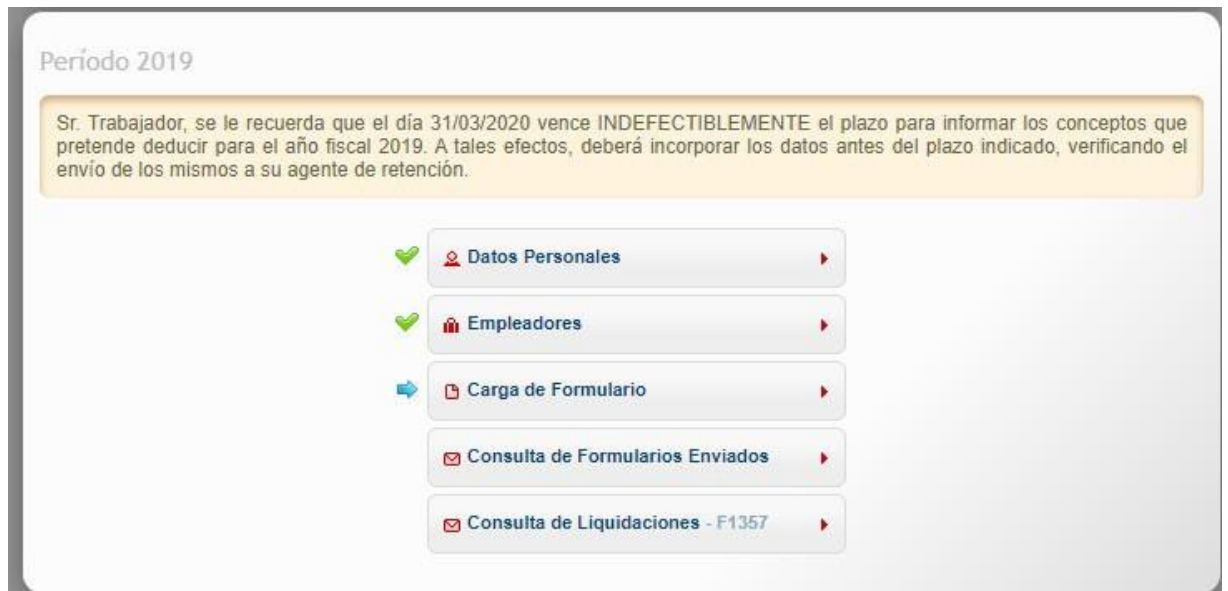 Período 2019
Sr. Trabajador, se le recuerda que el día 31/03/2020 vence INDEFECTIBLEMENTE el plazo para informar los conceptos que
pretende deducir para el año fiscal 2019. A tales efectos, deberá incorporar los datos antes del plazo indicado, verificando el
envío de los mismos a su agente de retención.
Datos Personales
Empleadores
Carga de Formulario
Consulta de Formularios Enviados
Consulta de Liquidaciones - F1357